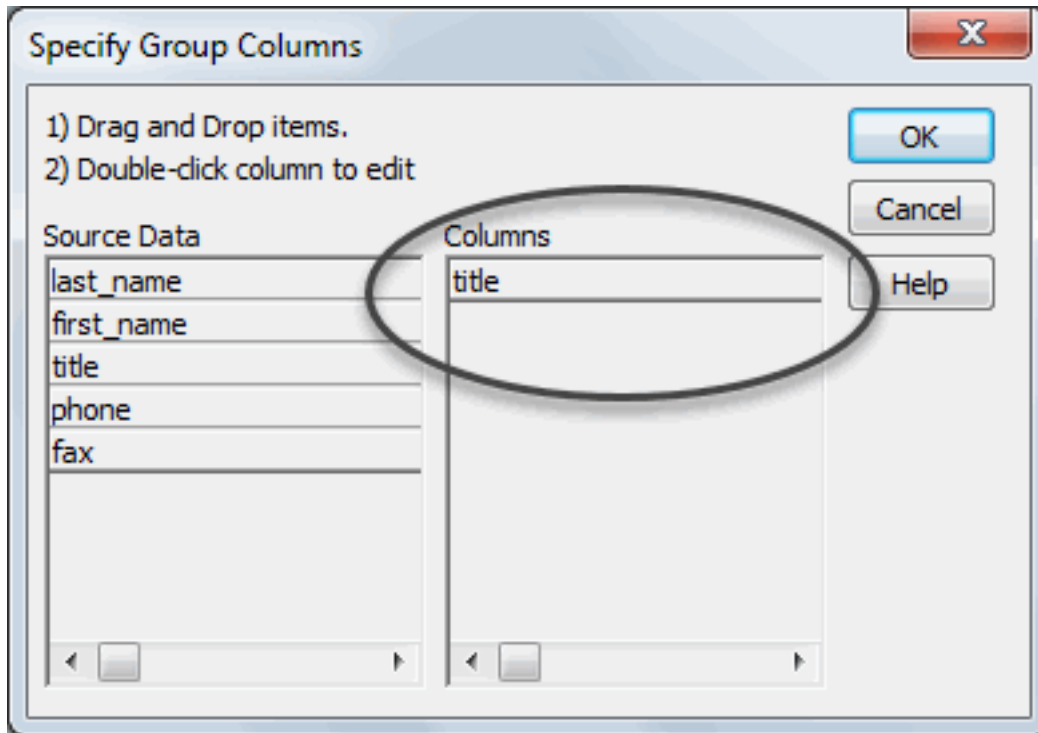 Specify Group Columns
1) Drag and Drop items.
2) Double-click column to edit
OK
Cancel
Help
Source Data
last_name
first_name
title
phone
fax
Columns
title